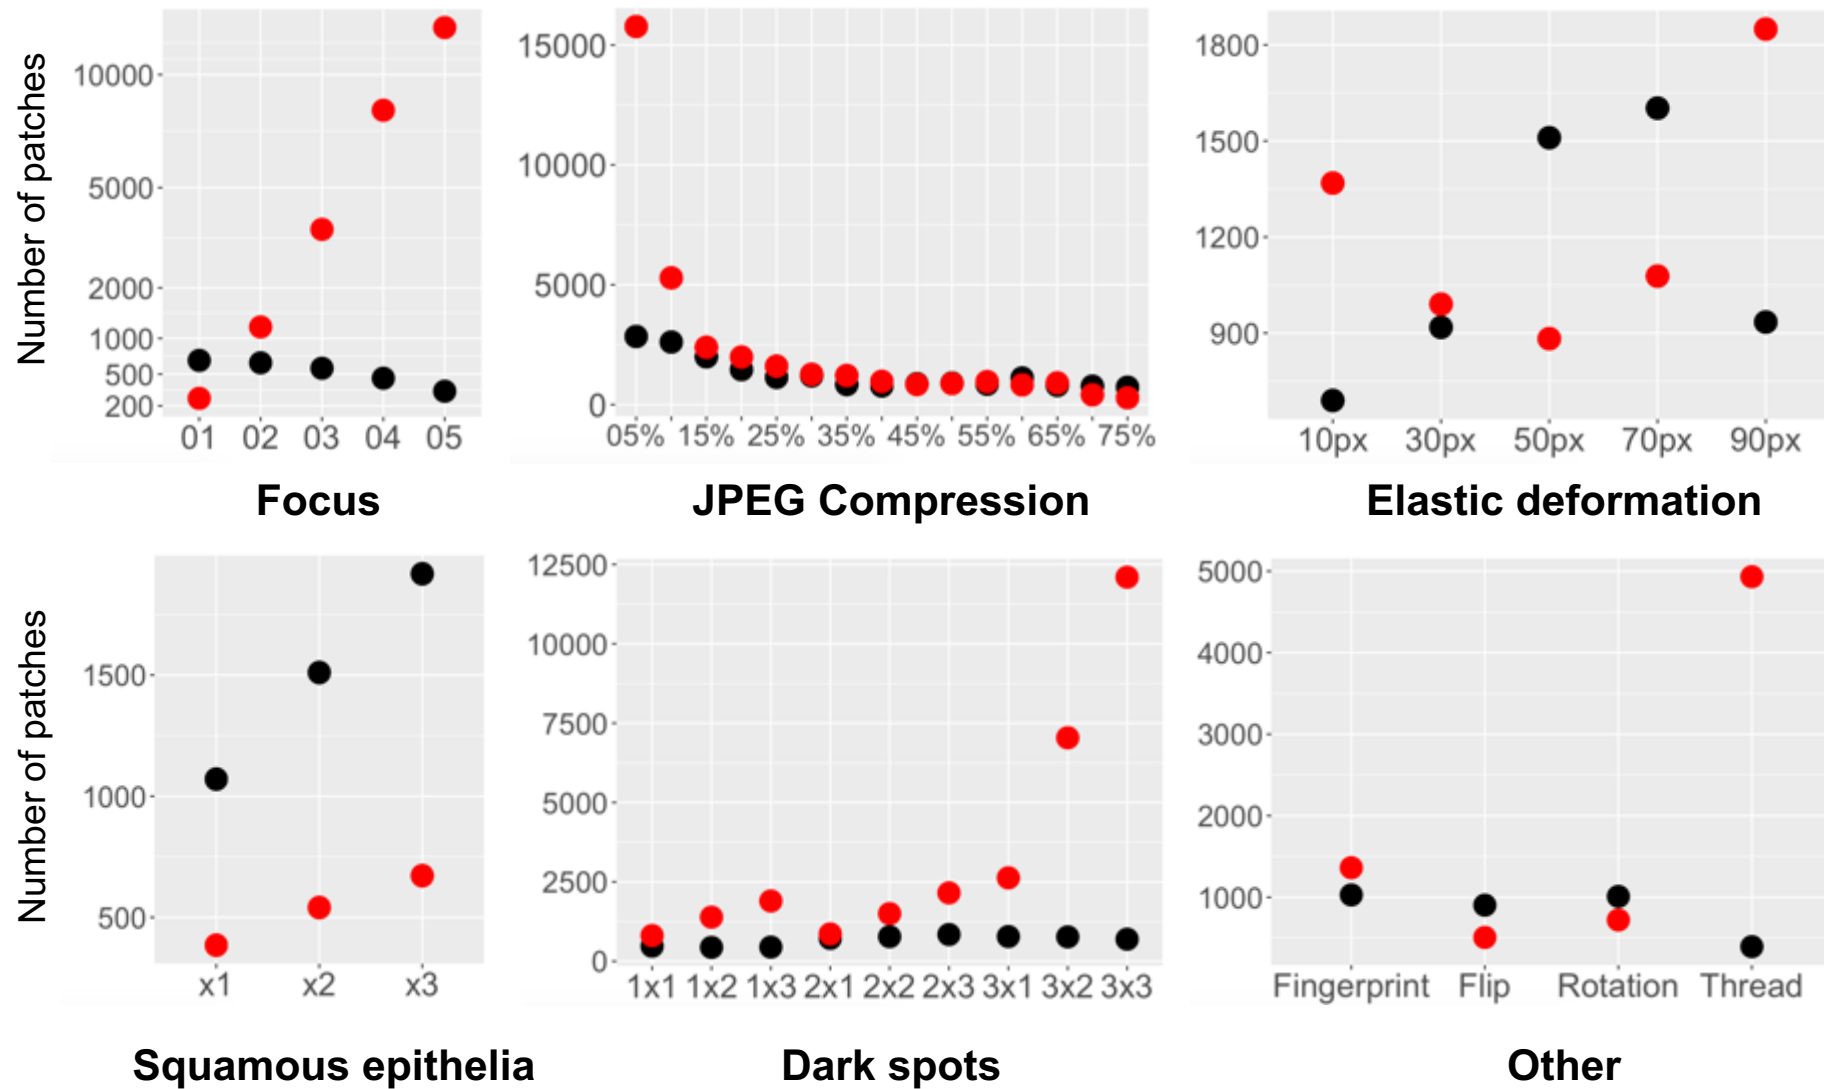 Number of patches
10000
5000
2000
1000
500
200
01 02 03 04 05
Focus
15000
10000
5000
0
05% 15% 25% 35% 45% 55% 65% 75%
JPEG Compression
1800
1500
1200
900
10px 30px 50px 70px 90px
Elastic deformation
Number of patches
1500
1000
500
x1 x2 x3
Squamous epithelia
12500
10000
7500
5000
2500
0
1x1 1x2 1x3 2x1 2x2 2x3 3x1 3x2 3x3
Dark spots
5000
4000
3000
2000
1000
Fingerprint Flip Rotation Thread
Other